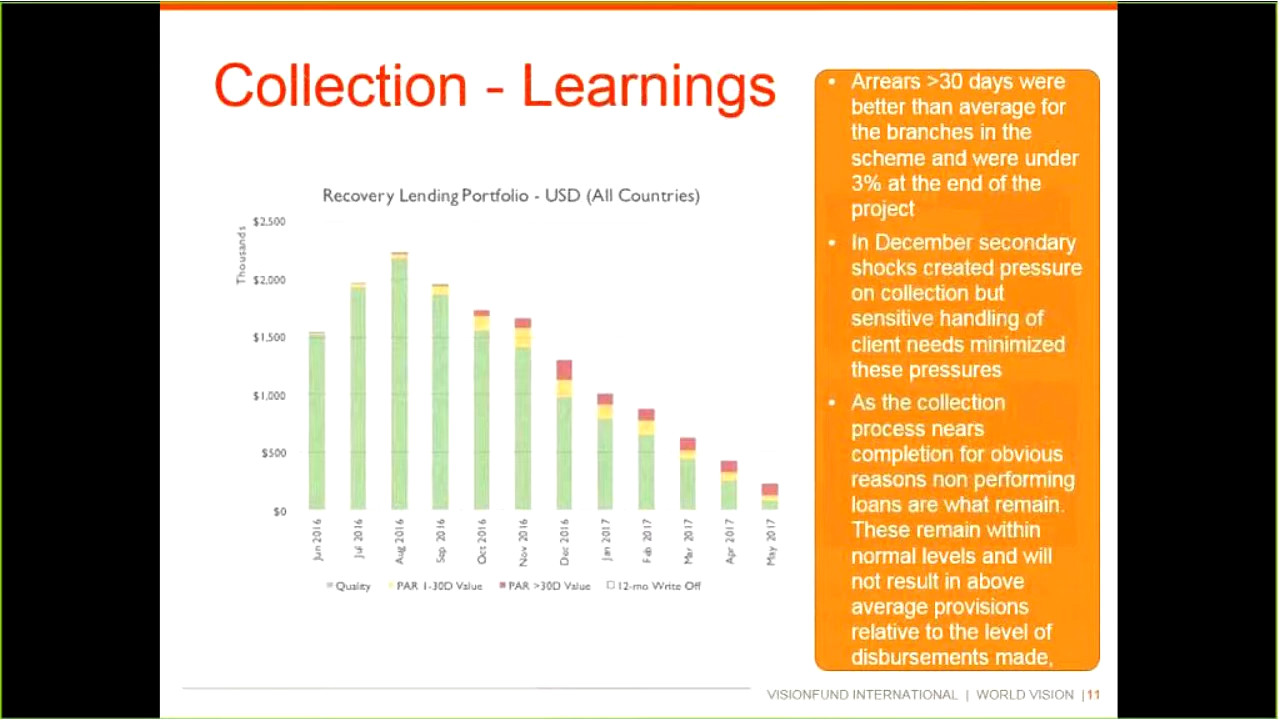 Collection - Learnings
Recovery Lending Portfolio - USD (All Countries)
Thousands
$2,500
$2,000
$1,500
$1,000
$500
$0
Jun 2016
Jul 2016
Aug 2016
Sep 2016
Oct 2016
Nov 2016
Dec 2016
Jan 2017
Feb 2017
Mar 2017
Apr 2017
May 2017
Quality PAR 1-30D Value PAR >30D Value 12-mo Write Off
• Arrears >30 days were
better than average for
the branches in the
scheme and were under
3% at the end of the
project
• In December secondary
shocks created pressure
on collection but
sensitive handling of
client needs minimized
these pressures
• As the collection
process nears
completion for obvious
reasons non performing
loans are what remain.
These remain within
normal levels and will
not result in above
average provisions
relative to the level of
disbursements made,
VISIONFUND INTERNATIONAL | WORLD VISION |11